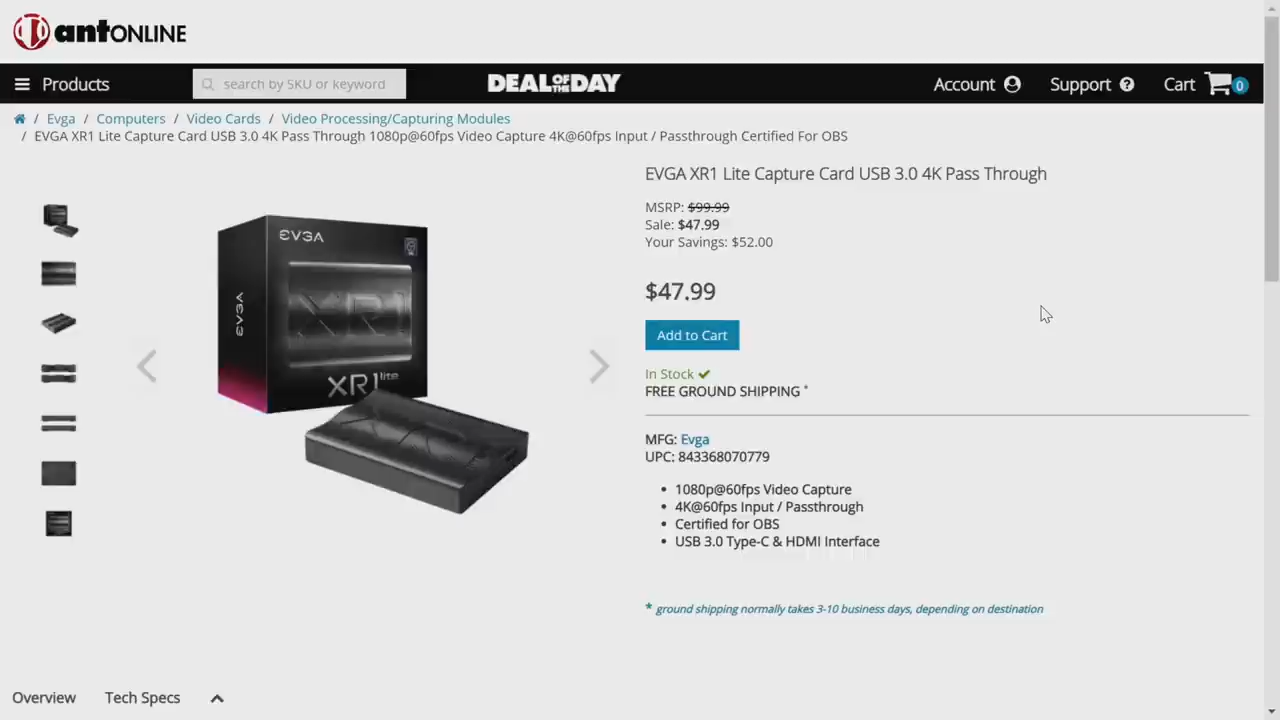 antONLINE
Products
search by SKU or keyword
DEAL OF THE DAY
Account
Support
Cart 0
/ Evga / Computers / Video Cards / Video Processing/Capturing Modules
/ EVGA XR1 Lite Capture Card USB 3.0 4K Pass Through 1080p@60fps Video Capture 4K@60fps Input / Passthrough Certified For OBS
EVGA
EVGA
XR1
XR1 lite
EVGA XR1 Lite Capture Card USB 3.0 4K Pass Through
MSRP: $99.99
Sale: $47.99
Your Savings: $52.00
$47.99
Add to Cart
In Stock
FREE GROUND SHIPPING *
MFG: Evga
UPC: 843368070779
• 1080p@60fps Video Capture
• 4K@60fps Input / Passthrough
• Certified for OBS
• USB 3.0 Type-C & HDMI Interface
* ground shipping normally takes 3-10 business days, depending on destination
Overview
Tech Specs